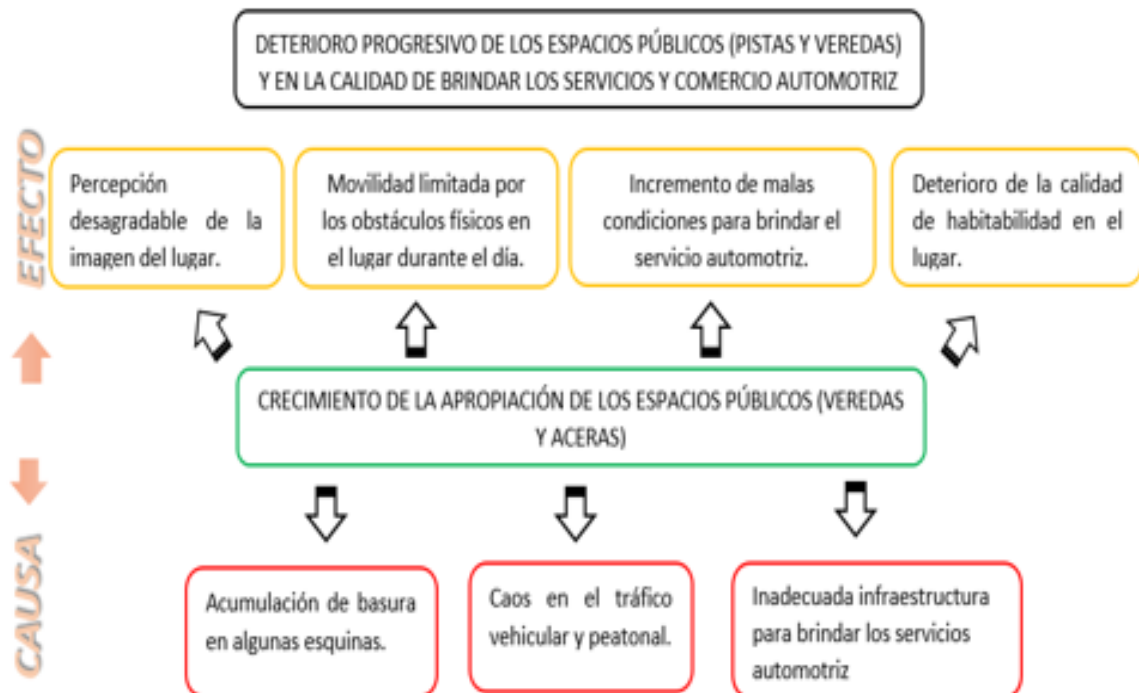 DETERIORO PROGRESIVO DE LOS ESPACIOS PÚBLICOS (PISTAS Y VEREDAS)
Y EN LA CALIDAD DE BRINDAR LOS SERVICIOS Y COMERCIO AUTOMOTRIZ
EFECTO
Percepción
desagradable de la
imagen del lugar.
Movilidad limitada por
los obstáculos físicos en
el lugar durante el día.
Incremento de malas
condiciones para brindar el
servicio automotriz.
Deterioro de la calidad
de habitabilidad en el
lugar.
CRECIMIENTO DE LA APROPIACIÓN DE LOS ESPACIOS PÚBLICOS (VEREDAS
Y ACERAS)
CAUSA
Acumulación de basura
en algunas esquinas.
Caos en el tráfico
vehicular y peatonal.
Inadecuada infraestructura
para brindar los servicios
automotriz